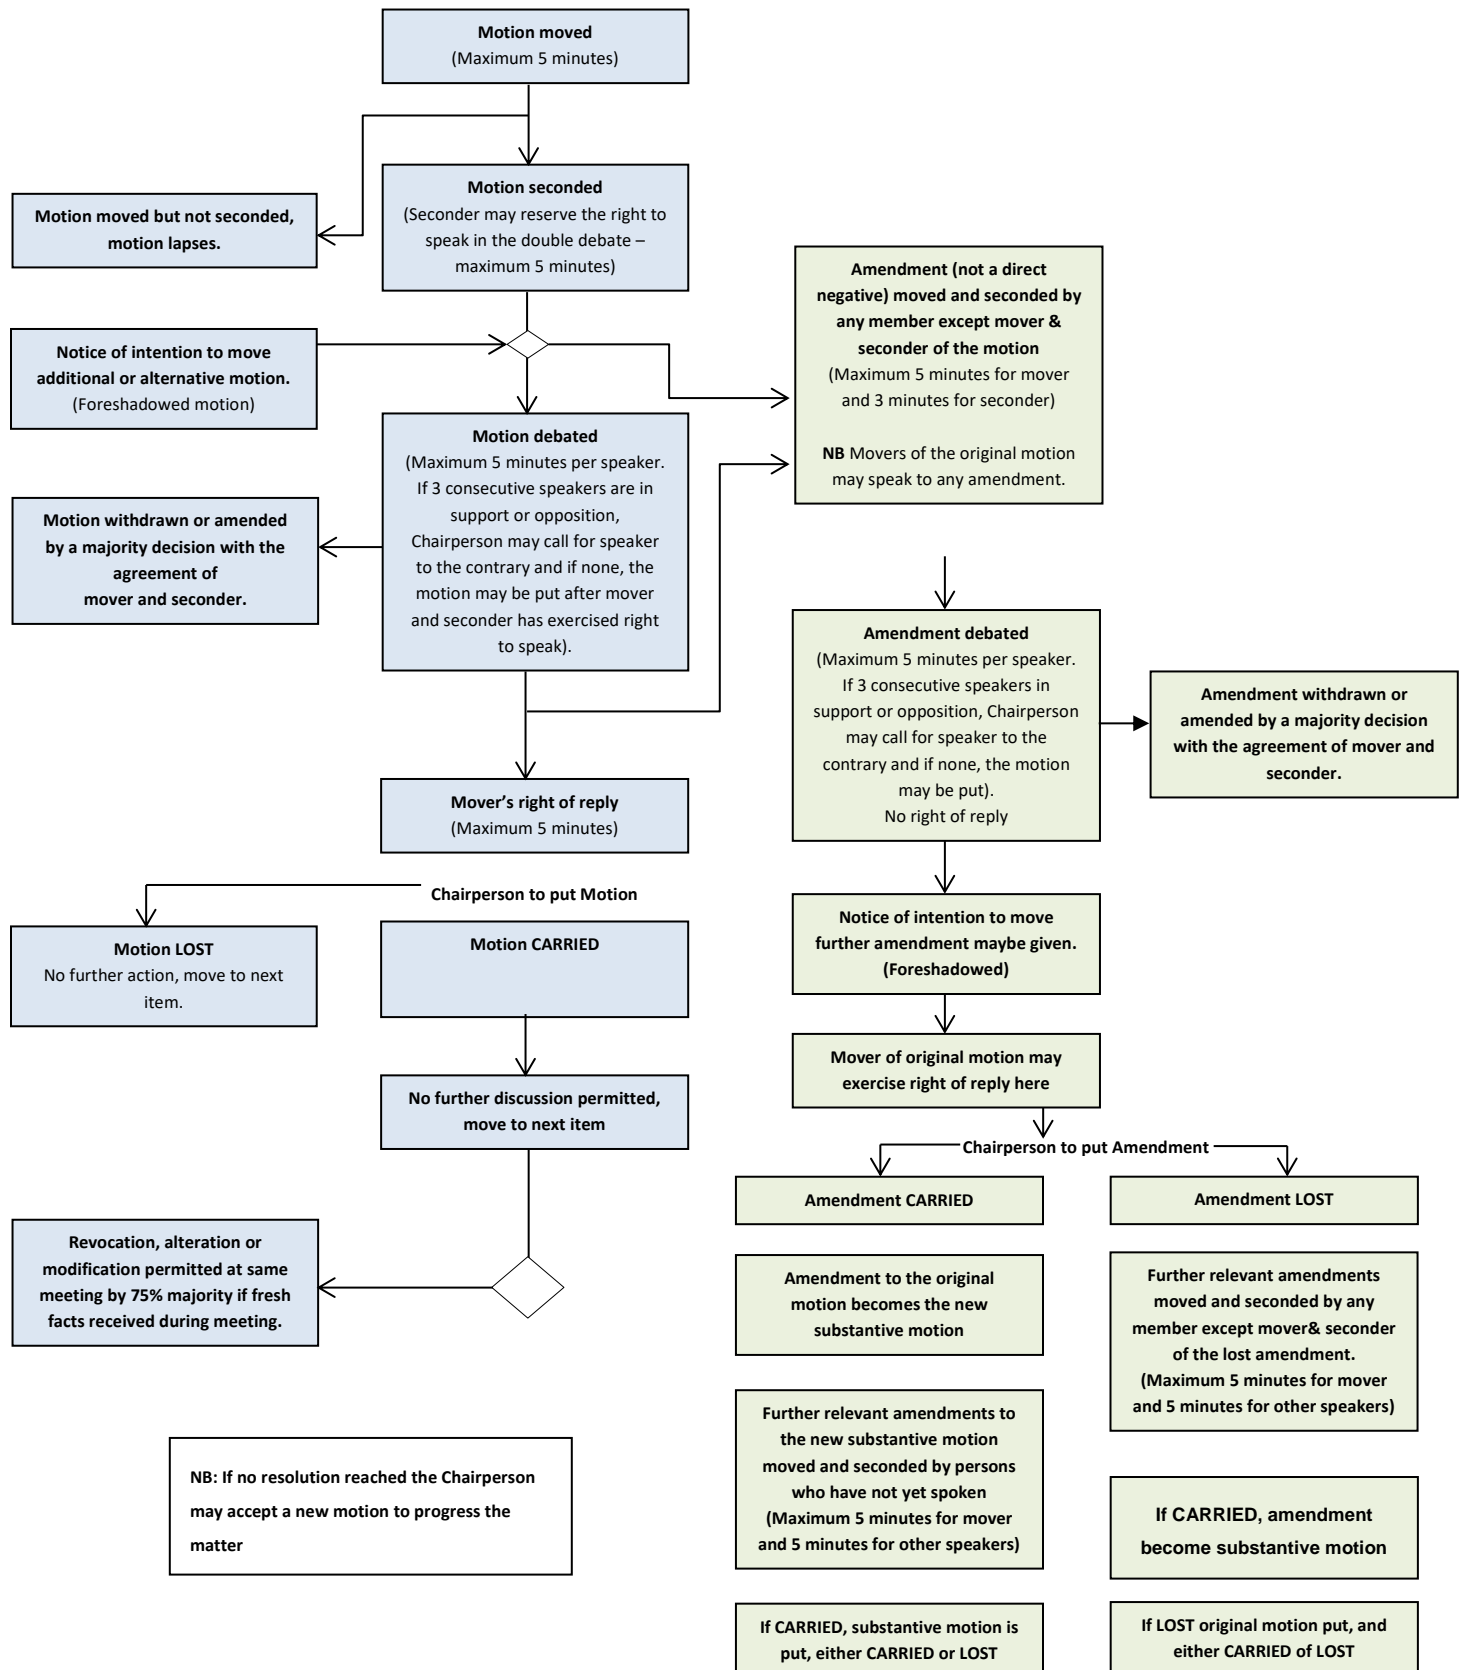 Motion moved
(Maximum 5 minutes)
Motion seconded
(Seconder may reserve the right to
speak in the double debate –
maximum 5 minutes)
Motion moved but not seconded,
motion lapses.
Notice of intention to move
additional or alternative motion.
(Foreshadowed motion)
Amendment (not a direct
negative) moved and seconded by
any member except mover &
seconder of the motion
(Maximum 5 minutes for mover
and 3 minutes for seconder)
NB Movers of the original motion
may speak to any amendment.
Motion debated
(Maximum 5 minutes per speaker.
If 3 consecutive speakers are in
support or opposition,
Chairperson may call for speaker
to the contrary and if none, the
motion may be put after mover
and seconder has exercised right
to speak).
Motion withdrawn or amended
by a majority decision with the
agreement of
mover and seconder.
Amendment debated
(Maximum 5 minutes per speaker.
If 3 consecutive speakers in
support or opposition, Chairperson
may call for speaker to the
contrary and if none, the motion
may be put).
No right of reply
Amendment withdrawn or
amended by a majority decision
with the agreement of mover and
seconder.
Mover’s right of reply
(Maximum 5 minutes)
Chairperson to put Motion
Motion LOST
No further action, move to next
item.
Motion CARRIED
Notice of intention to move
further amendment maybe given.
(Foreshadowed)
Mover of original motion may
exercise right of reply here
No further discussion permitted,
move to next item
Chairperson to put Amendment
Amendment CARRIED
Amendment LOST
Revocation, alteration or
modification permitted at same
meeting by 75% majority if fresh
facts received during meeting.
Amendment to the original
motion becomes the new
substantive motion
Further relevant amendments
moved and seconded by any
member except mover& seconder
of the lost amendment.
(Maximum 5 minutes for mover
and 5 minutes for other speakers)
Further relevant amendments to
the new substantive motion
moved and seconded by persons
who have not yet spoken
(Maximum 5 minutes for mover
and 5 minutes for other speakers)
NB: If no resolution reached the Chairperson
may accept a new motion to progress the
matter
If CARRIED, amendment
become substantive motion
If CARRIED, substantive motion is
put, either CARRIED or LOST
If LOST original motion put, and
either CARRIED of LOST